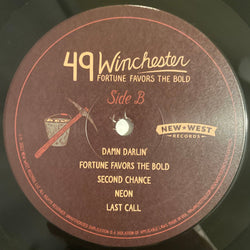 49 Winchester
FORTUNE FAVORS THE BOLD
Side B
NEW WEST
RECORDS
DAMN DARLIN'
FORTUNE FAVORS THE BOLD
SECOND CHANCE
NEON
LAST CALL